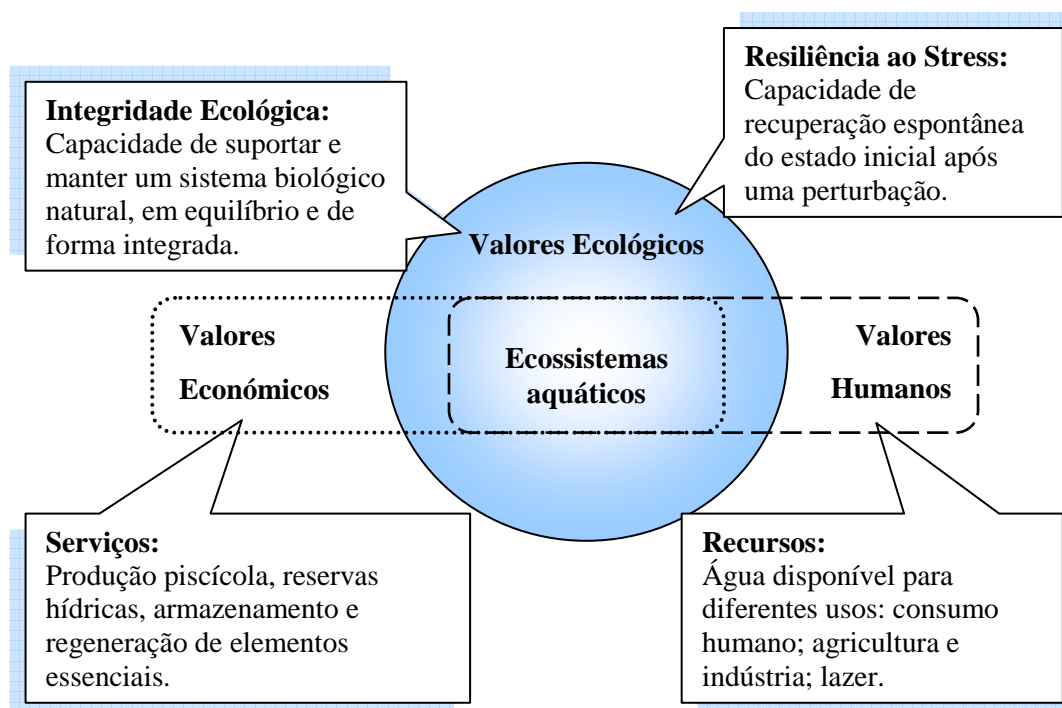 Integridade Ecológica:
Capacidade de suportar e
manter um sistema biológico
natural, em equilíbrio e de
forma integrada.
Resiliência ao Stress:
Capacidade de
recuperação espontânea
do estado inicial após
uma perturbação.
Valores Ecológicos
Valores
Económicos
Ecossistemas
aquáticos
Valores
Humanos
Serviços:
Produção piscícola, reservas
hídricas, armazenamento e
regeneração de elementos
essenciais.
Recursos:
Água disponível para
diferentes usos: consumo
humano; agricultura e
indústria; lazer.